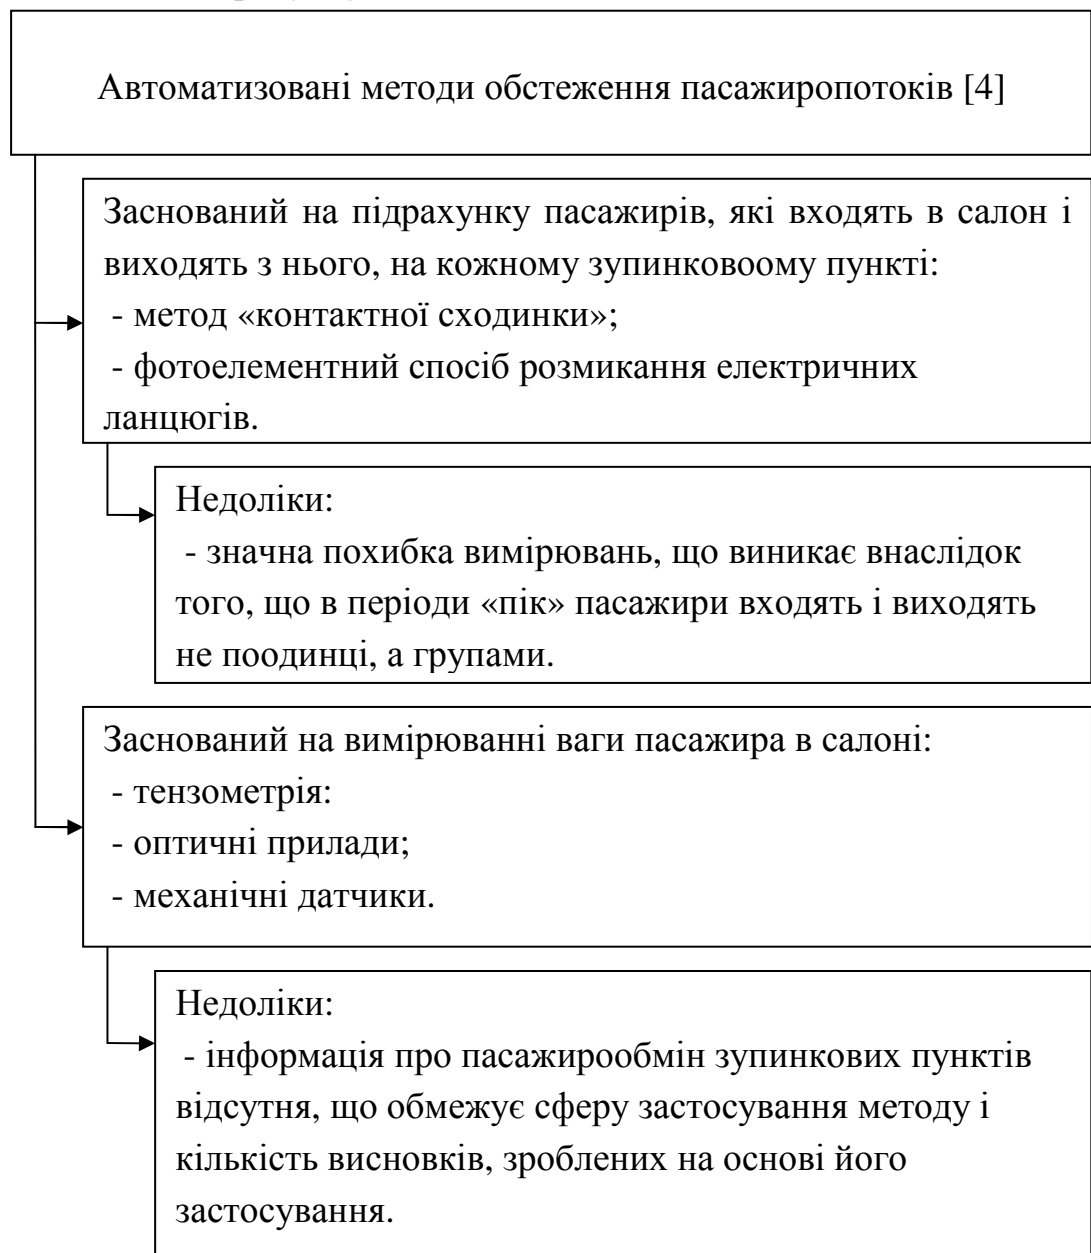 Автоматизовані методи обстеження пасажиропотоків [4]
Заснований на підрахунку пасажирів, які входять в салон і
виходять з нього, на кожному зупинковоому пункті:
- метод «контактної сходинки»;
- фотоелементний спосіб розмикання електричних
ланцюгів.
Недоліки:
- значна похибка вимірювань, що виникає внаслідок
того, що в періоди «пік» пасажири входять і виходять
не поодинці, а групами.
Заснований на вимірюванні ваги пасажира в салоні:
- тензометрія:
- оптичні прилади;
- механічні датчики.
Недоліки:
- інформація про пасажирообмін зупинкових пунктів
відсутня, що обмежує сферу застосування методу і
кількість висновків, зроблених на основі його
застосування.